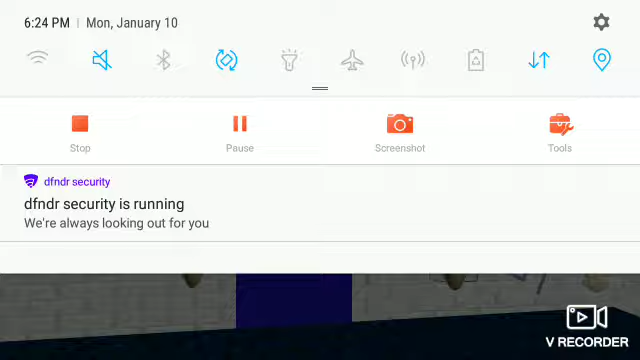 6:24 PM | Mon, January 10
Stop Pause Screenshot Tools
dfndr security
dfndr security is running
We're always looking out for you
V RECORDER